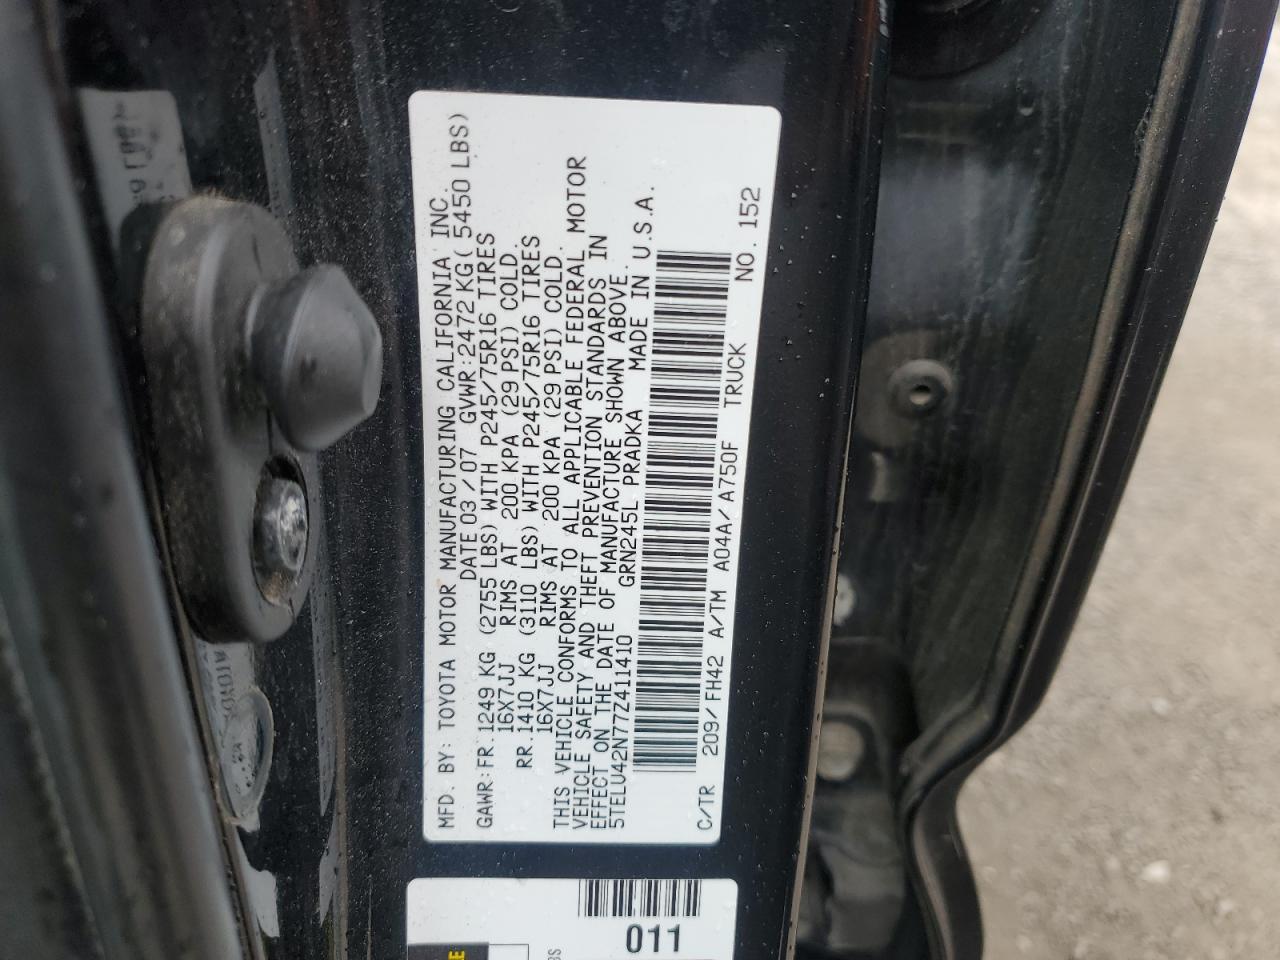 MFD. BY: TOYOTA MOTOR MANUFACTURING CALIFORNIA, INC.
DATE 03/07 GVWR:2472 KG( 5450 LBS)
GAWR:FR. 1249 KG (2755 LBS) WITH P245/75R16 TIRES
16X7JJ RIMS AT 200 KPA (29 PSI) COLD.
RR. 1410 KG (3110 LBS) WITH P245/75R16 TIRES
16X7JJ RIMS AT 200 KPA (29 PSI) COLD.
THIS VEHICLE CONFORMS TO ALL APPLICABLE FEDERAL MOTOR
VEHICLE SAFETY AND THEFT PREVENTION STANDARDS IN
EFFECT ON THE DATE OF MANUFACTURE SHOWN ABOVE.
5TELU42N77Z411410 GRN245L PRADKA MADE IN U.S.A.
C/TR 209/FH42 A/TM A04A/A750F TRUCK NO. 152
011